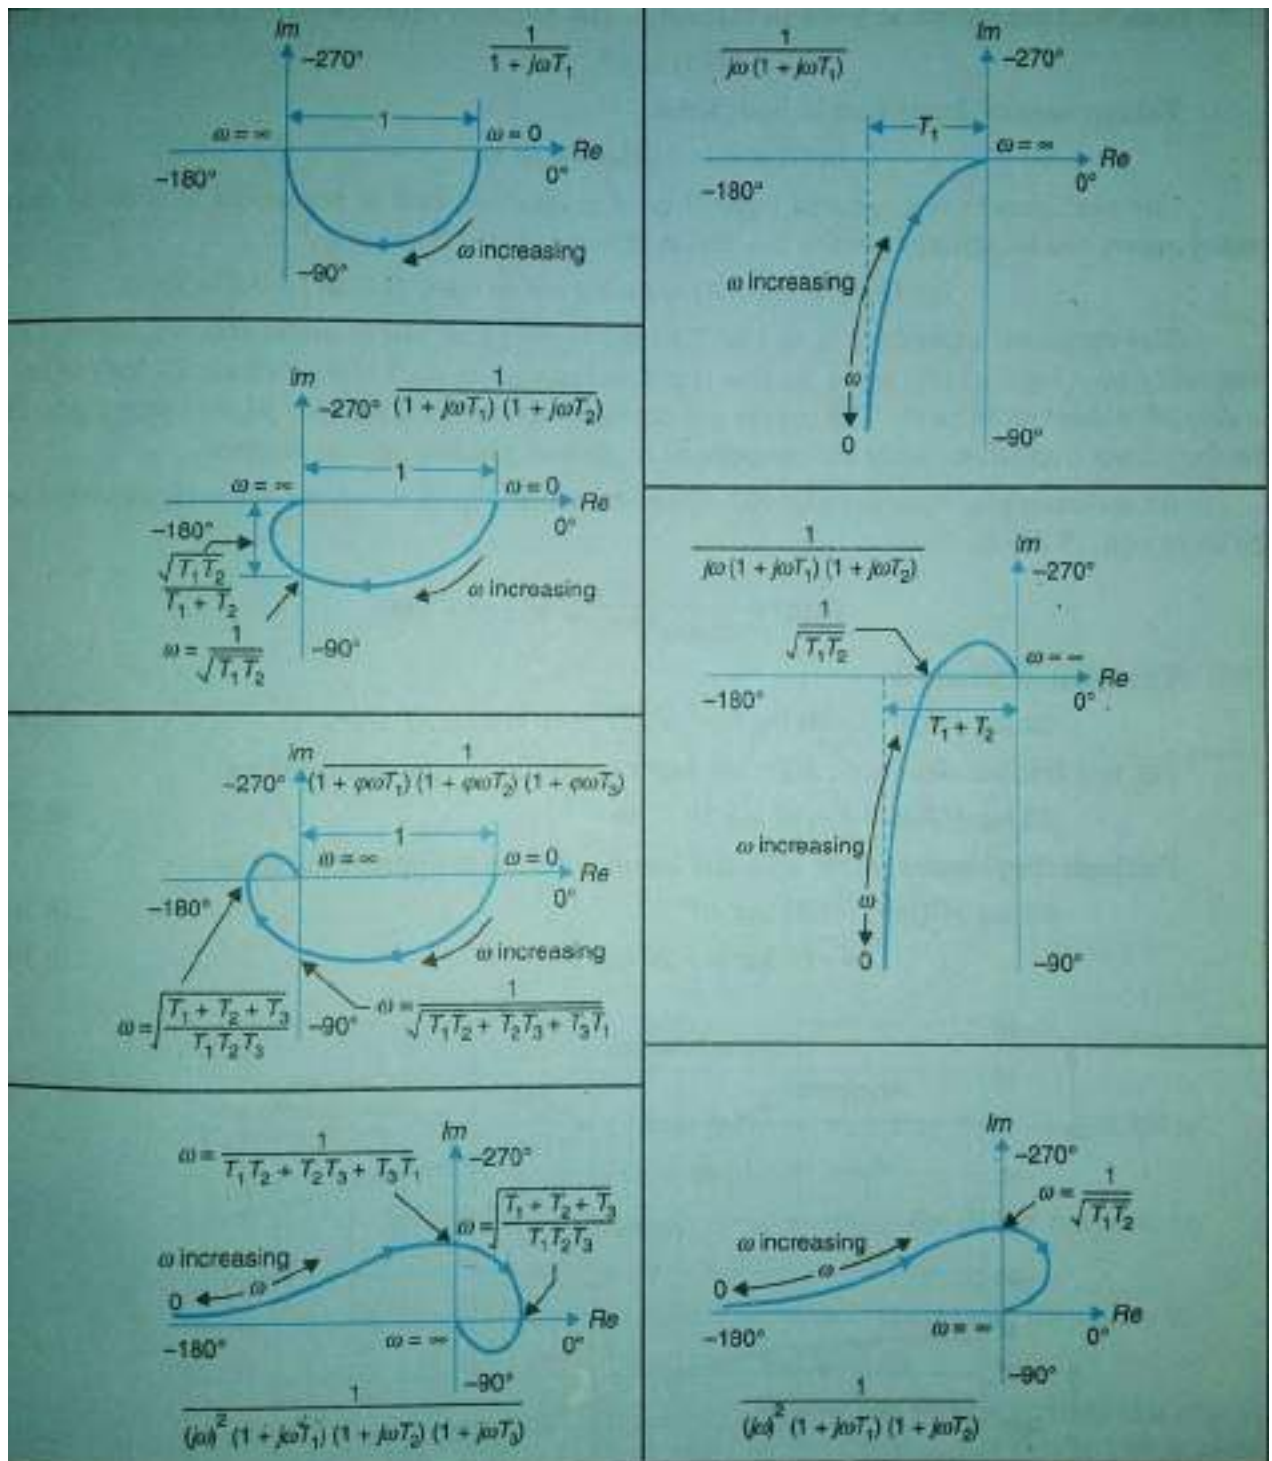 Im
-270°
1
1 + jωT₁
1
ω = ∞
ω = 0
Re
-180°
0°
ω increasing
-90°
Im
-270°
1
(1 + jωT₁) (1 + jωT₂)
1
ω = ∞
ω = 0
Re
-180°
0°
√T₁T₂
T₁ + T₂
ω increasing
ω = 1
√T₁T₂
-90°
Im
-270°
1
(1 + φωT₁) (1 + φωT₂) (1 + φωT₃)
1
ω = ∞
ω = 0
Re
-180°
0°
ω increasing
ω = √T₁ + T₂ + T₃
T₁T₂T₃
-90°
ω = 1
√T₁T₂ + T₂T₃ + T₃T₁
Im
-270°
ω = 1
T₁T₂ + T₂T₃ + T₃T₁
ω = √T₁ + T₂ + T₃
T₁T₂T₃
ω increasing
0
ω
Re
-180°
ω = ∞
0°
-90°
1
(jω)² (1 + jωT₁) (1 + jωT₂) (1 + jωT₃)
1
jω (1 + jωT₁)
Im
-270°
T₁
ω = ∞
Re
-180°
0°
ω increasing
ω
0
-90°
1
jω (1 + jωT₁) (1 + jωT₂)
Im
-270°
1
√T₁T₂
ω = ∞
Re
-180°
0°
T₁ + T₂
ω increasing
ω
0
-90°
Im
-270°
ω = 1
√T₁T₂
ω increasing
0
ω
Re
-180°
ω = ∞
0°
-90°
1
(jω)² (1 + jωT₁) (1 + jωT₂)